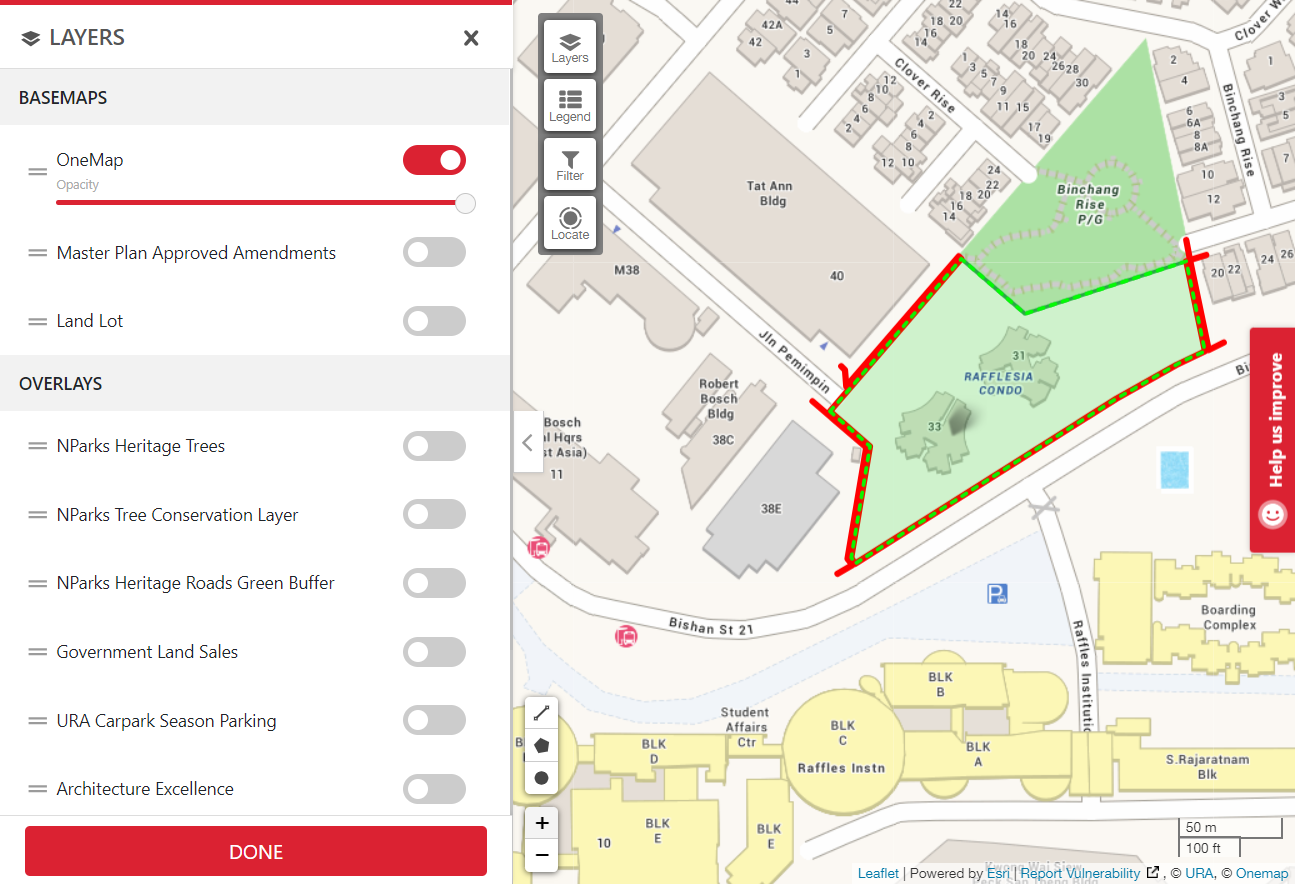 LAYERS
BASEMAPS
OneMap
Opacity
Master Plan Approved Amendments
Land Lot
OVERLAYS
NParks Heritage Trees
NParks Tree Conservation Layer
NParks Heritage Roads Green Buffer
Government Land Sales
URA Carpark Season Parking
Architecture Excellence
DONE
Layers
Legend
Filter
Locate
42A
42
7
5
3
1
22
18 20
16
14
14
16
18
20
24
26 28
30
1
3
5
7
9
11 15
17
19
Clover Rise
Clover W
12
10
8
6
4
2
4 2
6
8
12 10
24
22
18 20
16
14
2
4
6
6A
8
8A
10
12
Binchang Rise
1
3
5
7
20 22
24
26
Binchang
Rise
P/G
Tat Ann
Bldg
40
M38
Jln Pemimpin
31
RAFFLESIA
CONDO
33
Robert
Bosch
Bldg
38C
38E
Bosch
l Hqrs
st Asia)
11
Bi
Help us improve
Bishan St 21
P
Raffles Institutio
Boarding
Complex
BLK
B
BLK
C
Raffles Instn
BLK
A
Student
Affairs
Ctr
BLK
D
B
S.Rajaratnam
Blk
10
BLK
E
BLK
E
+
−
50 m
100 ft
Leaflet | Powered by Esri | Report Vulnerability , © URA, © Onemap